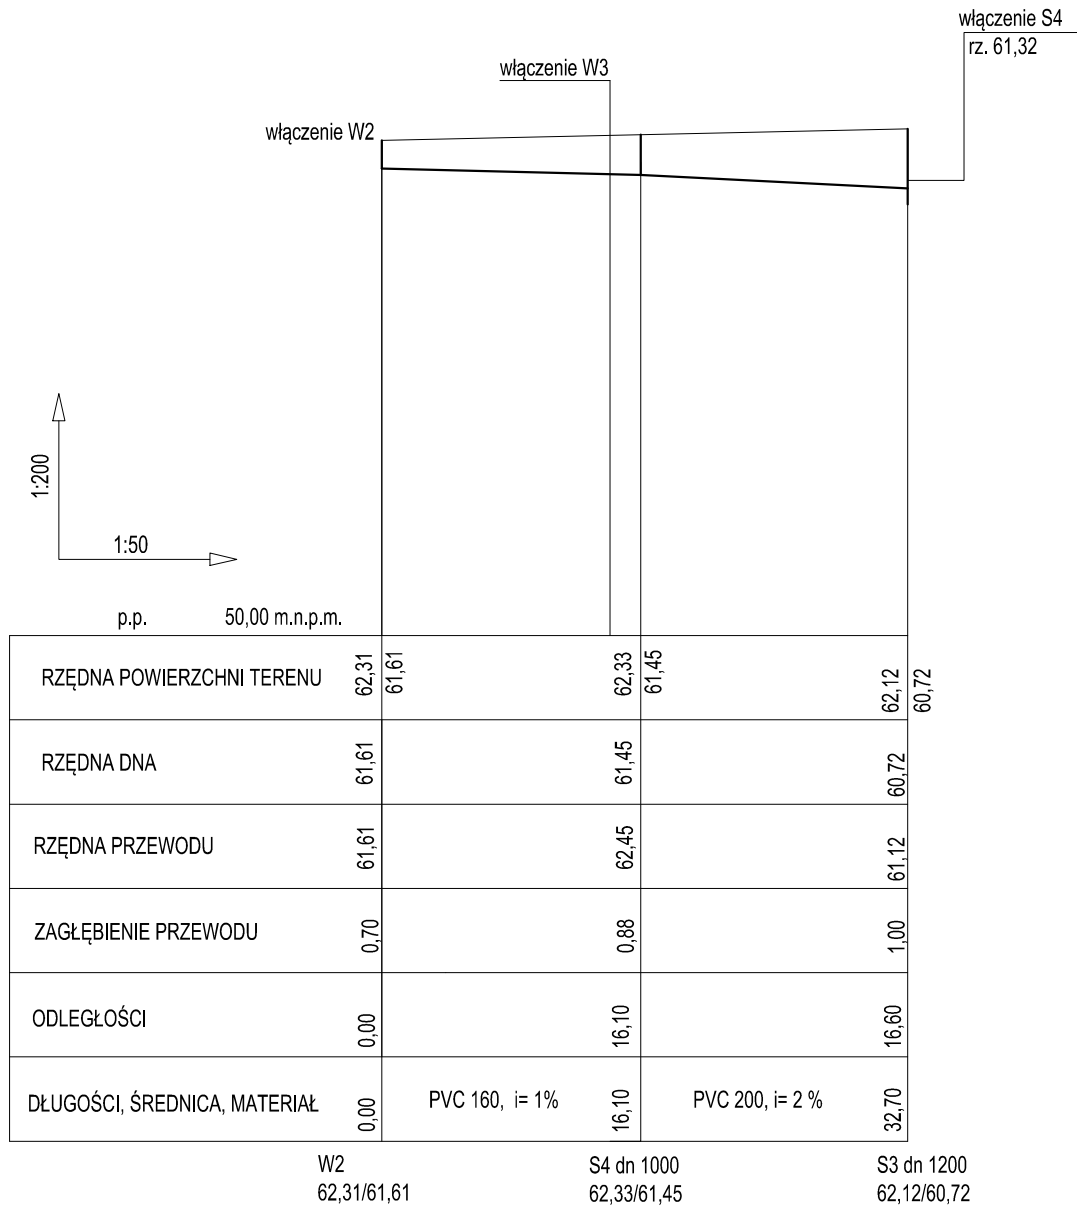 włączenie S4
rz. 61,32
włączenie W3
włączenie W2
1:200
1:50
p.p. 50,00 m.n.p.m.
RZĘDNA POWIERZCHNI TERENU 62,31 61,61 62,33 61,45 62,12 60,72
RZĘDNA DNA 61,61 61,45 60,72
RZĘDNA PRZEWODU 61,61 62,45 61,12
ZAGŁĘBIENIE PRZEWODU 0,70 0,88 1,00
ODLEGŁOŚCI 0,00 16,10 16,60
DŁUGOŚCI, ŚREDNICA, MATERIAŁ 0,00 PVC 160, i= 1% 16,10 PVC 200, i= 2 % 32,70
W2 S4 dn 1000 S3 dn 1200
62,31/61,61 62,33/61,45 62,12/60,72